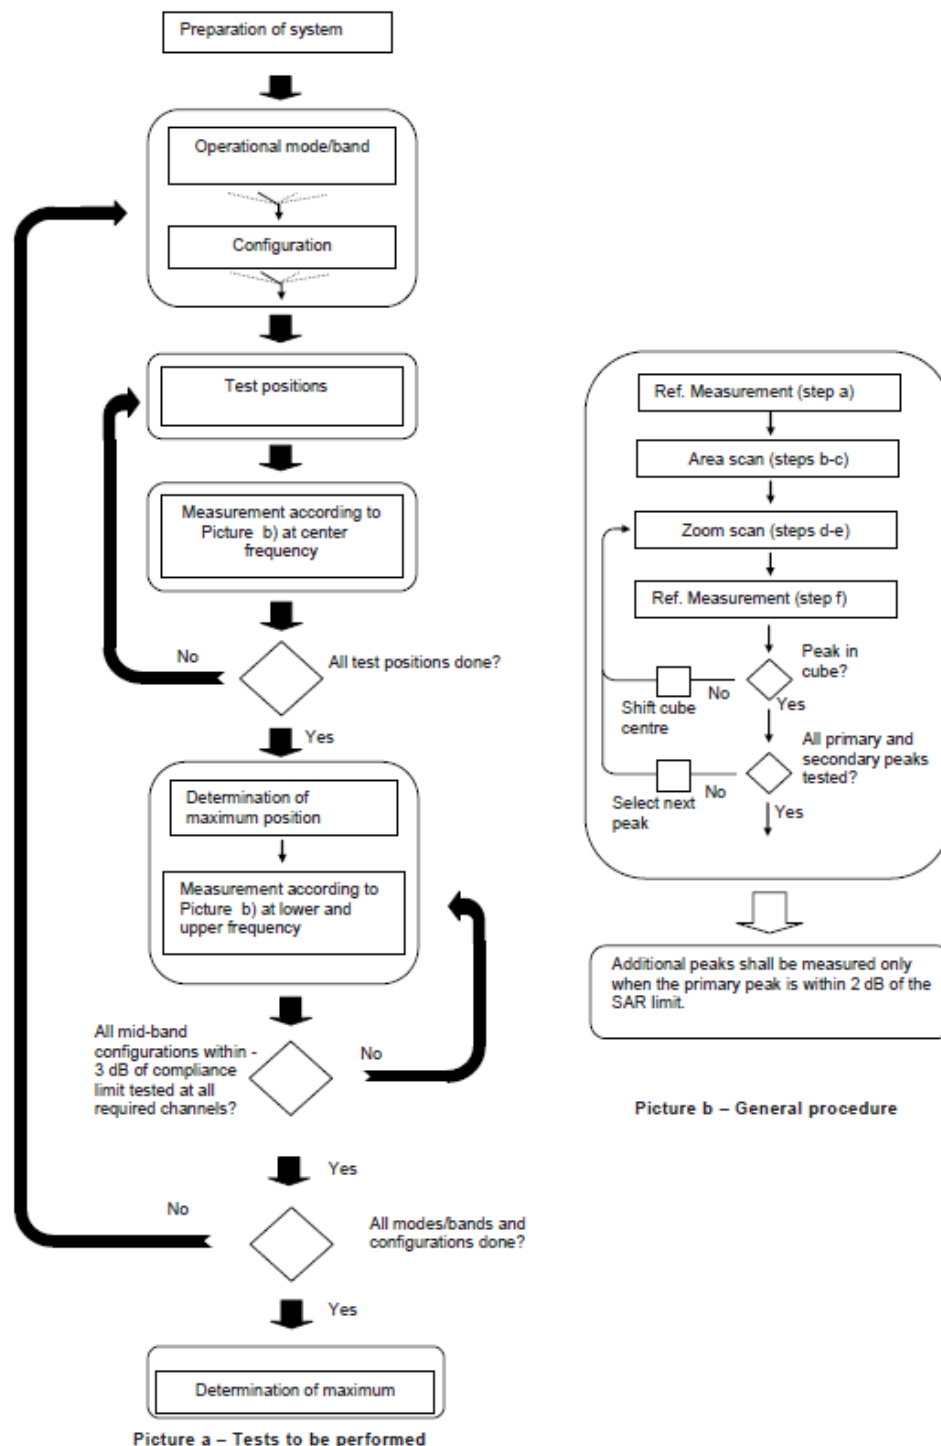 Preparation of system
Operational mode/band
Configuration
Test positions
Measurement according to
Picture b) at center
frequency
No
All test positions done?
Yes
Determination of
maximum position
Measurement according to
Picture b) at lower and
upper frequency
All mid-band
configurations within -
3 dB of compliance
limit tested at all
required channels?
No
Yes
No
All modes/bands and
configurations done?
Yes
Determination of maximum
Picture a – Tests to be performed
Ref. Measurement (step a)
Area scan (steps b-c)
Zoom scan (steps d-e)
Ref. Measurement (step f)
Peak in
cube?
No
Shift cube
centre
Yes
All primary and
secondary peaks
tested?
No
Select next
peak
Yes
Additional peaks shall be measured only
when the primary peak is within 2 dB of the
SAR limit.
Picture b – General procedure